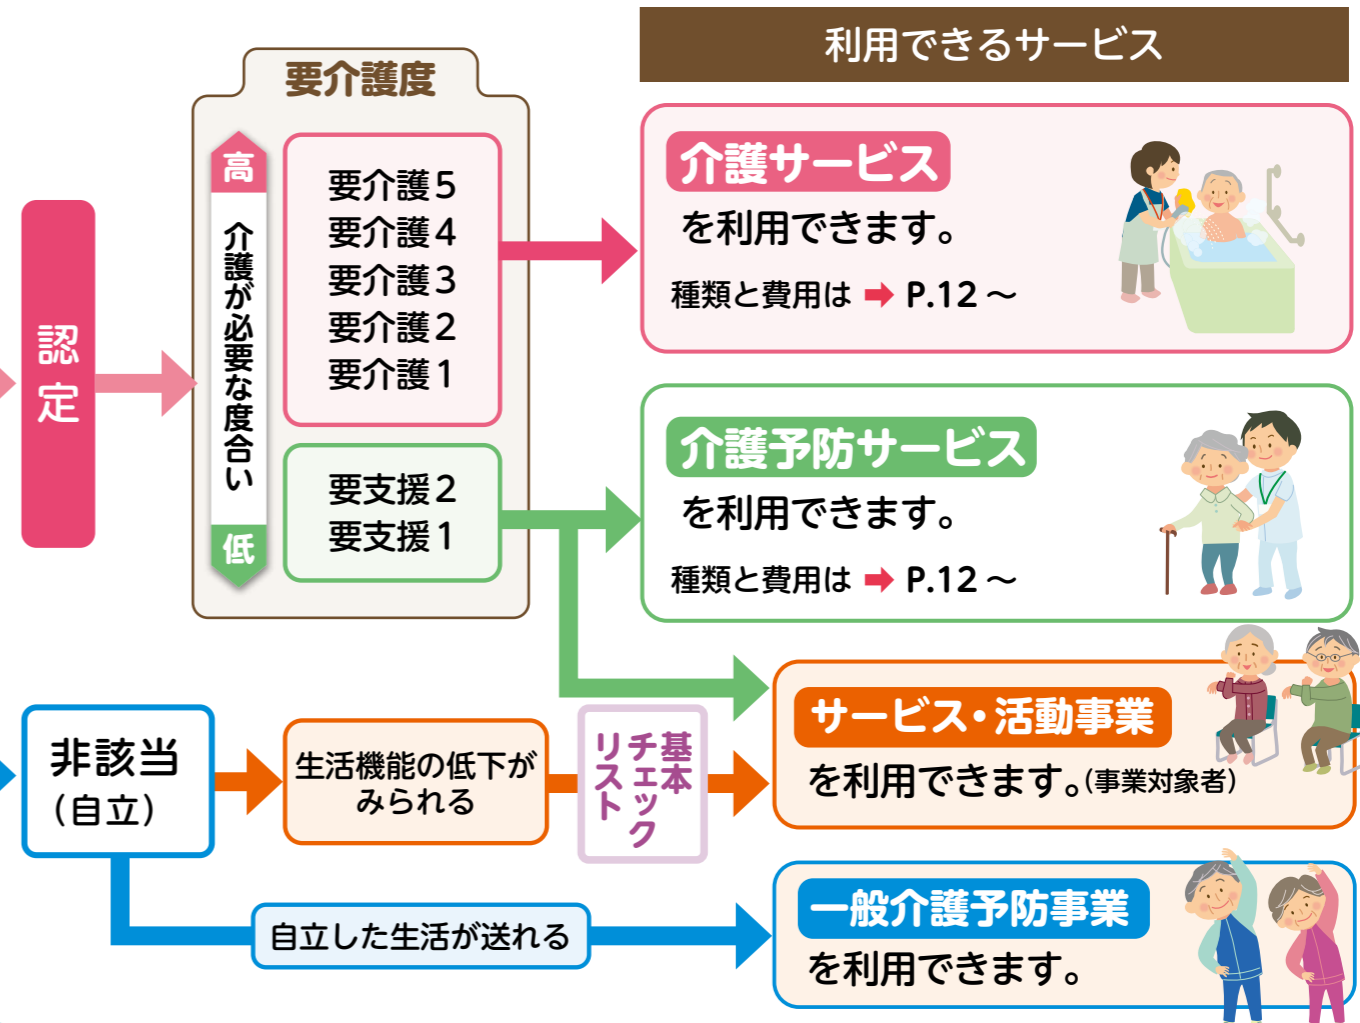 利用できるサービス
要介護度
高
介護が必要な度合い
低
認定
要介護5
要介護4
要介護3
要介護2
要介護1
要支援2
要支援1
介護サービス
を利用できます。
種類と費用は ➡ P.12～
介護予防サービス
を利用できます。
種類と費用は ➡ P.12～
非該当
（自立）
生活機能の低下が
みられる
基本
チェック
リスト
サービス・活動事業
を利用できます。（事業対象者）
自立した生活が送れる
一般介護予防事業
を利用できます。